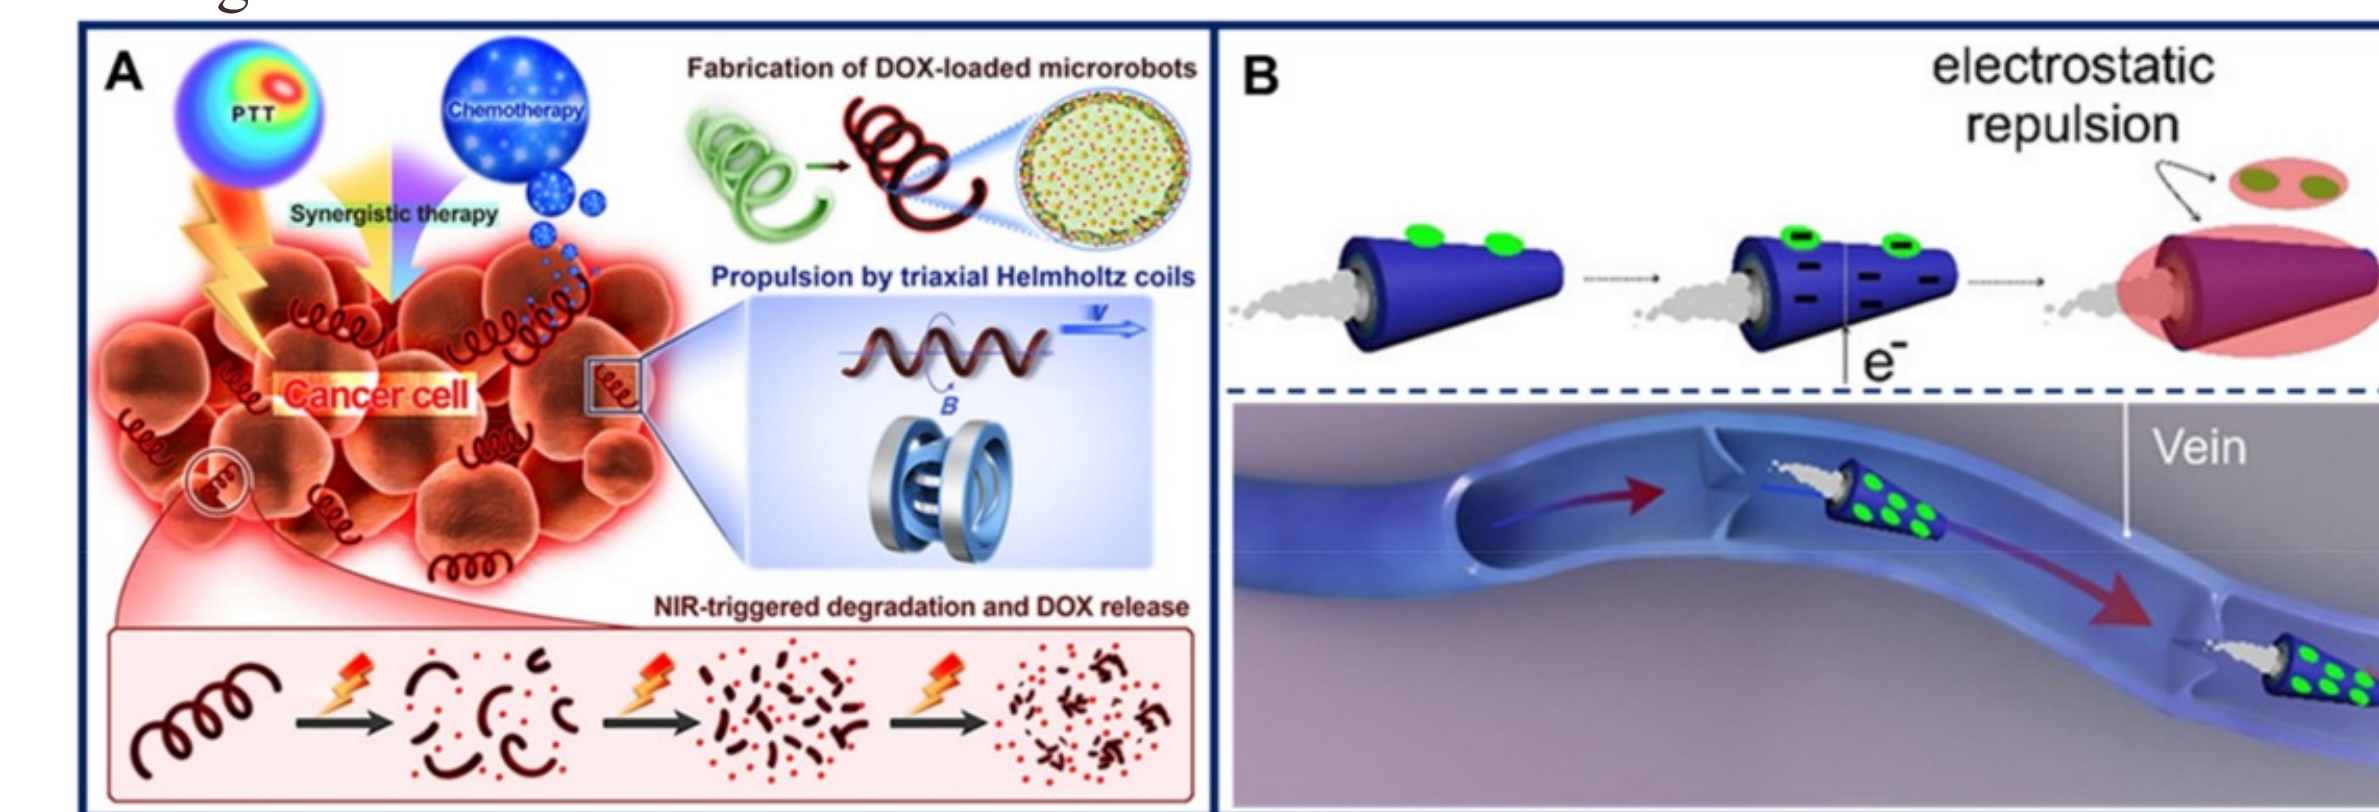 A
PTT
Chemotherapy
Synergistic therapy
Cancer cell
Fabrication of DOX-loaded microrobots
Propulsion by triaxial Helmholtz coils
V
B
NIR-triggered degradation and DOX release
B
electrostatic
repulsion
e-
Vein